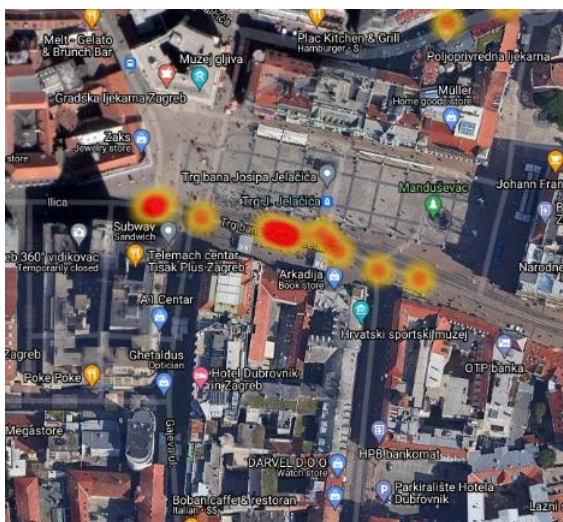 Melt - Gelato
& Brunch Bar
Plac Kitchen & Grill
Hamburger - $
Muzej gljiva
Poljoprivredna ljekarna
Gradska ljekarna Zagreb
Müller
Home goods store
Zaks
Jewelry store
store
Trg bana Josipa Jelačića
Manduševac
Johann Fran
Ilica
Trg J. Jelačića
Subway
Sandwich
Trg ban
eb 360° vidikovac
Temporarily closed
Telemach centar
Tisak Plus Zagreb
Narodne
Arkadija
Book store
A1 Centar
Hrvatski sportski muzej
Zagreb
Ghetaldus
Optician
OTP banka
Poke Poke
Hotel Dubrovnik
in Zagreb
Megastore
Gajeva ul.
HPB bankomat
DARVEL D.O.O
Watch store
Parkiralište Hotela
Dubrovnik
Boban caffe & restoran
Italian - $$
Lazni s